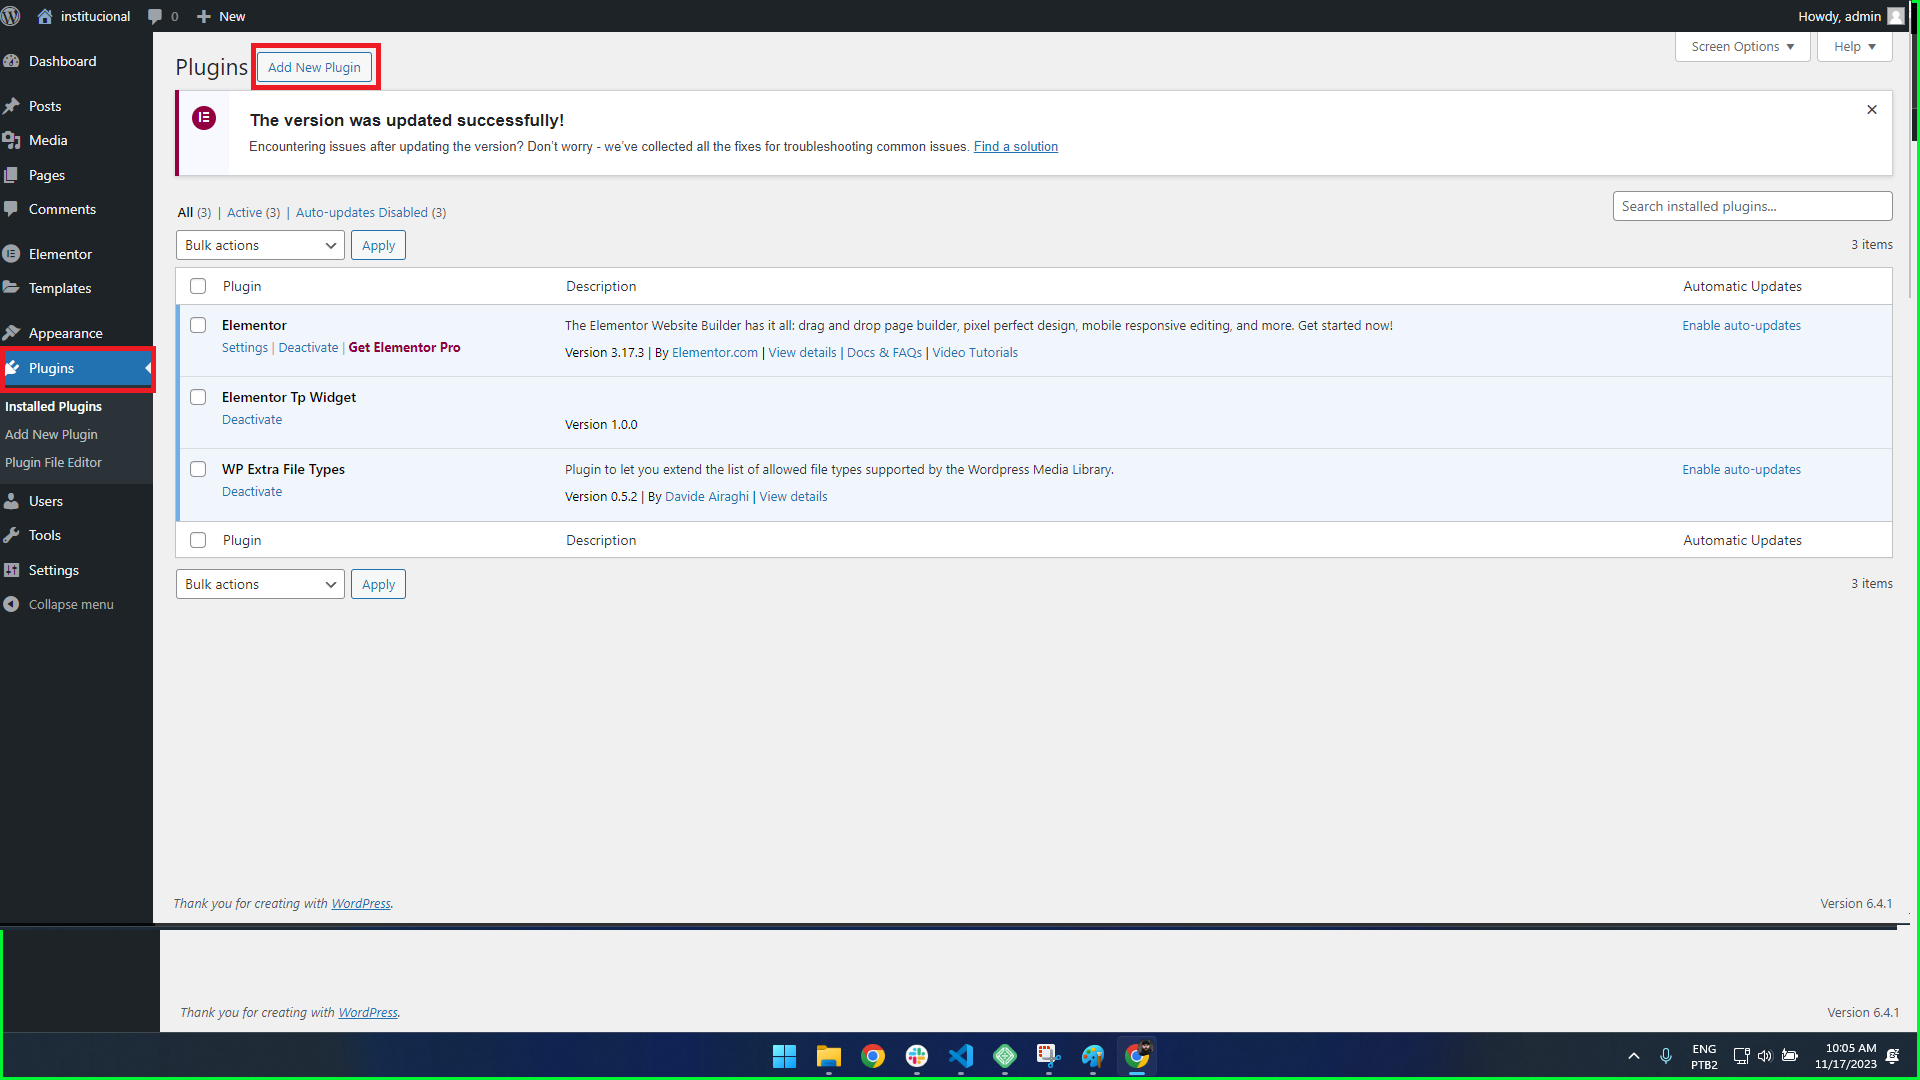 institucional 0 New Howdy, admin
Dashboard
Posts
Media
Pages
Comments
Elementor
Templates
Appearance
Plugins
Installed Plugins
Add New Plugin
Plugin File Editor
Users
Tools
Settings
Collapse menu
Screen Options Help
Plugins Add New Plugin
The version was updated successfully!
Encountering issues after updating the version? Don't worry - we've collected all the fixes for troubleshooting common issues. Find a solution
All (3) | Active (3) | Auto-updates Disabled (3)
Search installed plugins...
Bulk actions Apply
3 items
Plugin Description Automatic Updates
Elementor
Settings | Deactivate | Get Elementor Pro
The Elementor Website Builder has it all: drag and drop page builder, pixel perfect design, mobile responsive editing, and more. Get started now!
Version 3.17.3 | By Elementor.com | View details | Docs & FAQs | Video Tutorials
Enable auto-updates
Elementor Tp Widget
Deactivate
Version 1.0.0
WP Extra File Types
Deactivate
Plugin to let you extend the list of allowed file types supported by the Wordpress Media Library.
Version 0.5.2 | By Davide Airaghi | View details
Enable auto-updates
Plugin Description Automatic Updates
Bulk actions Apply
3 items
Thank you for creating with WordPress.
Version 6.4.1
Thank you for creating with WordPress.
Version 6.4.1
ENG
PTB2
10:05 AM
11/17/2023